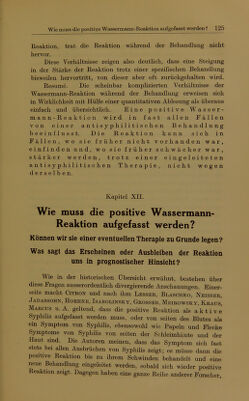 Wie muss die positive Wassermann-Reaktion aufgefasst werden? 125
Reaktion, test die Reaktion während der Behandlung nicht
hervor.
Diese Verhältnisse zeigen also deutlich, dass eine Steigerung
in der Stärke der Reaktion trotz einer spezifischen Behandlung
bisweilen hervortritt, von dieser aber oft zurückgehalten wird.
Resumé. Die scheinbar komplizierten Verhältnisse der
Wassermann-Reaktion während der Behandlung erweisen sich
in Wirklichkeit mit Hülfe einer quantitativen Ablösung als überaus
einfach und übersichtlich. Eine positive Wasser-
mann-Reaktion wird in fast allen Fällen
einer antisyphilitischen Behandlung
beeinflusst. Die Reaktion kann sich in
Fällen, wo sie früher nicht vorhanden war,
einfinden, und wo sie früher schwächer war,
stärker werden, trotz einer eingeleiteten
antisyphilitischen Therapie, wenn auch nicht wegen
derselben.
Kapitel XII.
Wie muss die positive Wassermann-
Reaktion aufgefasst werden?
Können wir sie einer eventuellen Therapie zu Grunde legen?
Was sagt das Erscheinen oder Ausbleiben der Reaktion
uns in prognostischer Hinsicht?
Wie in der historischen Übersicht erwähnt, bestehen über
diese Fragen ausserordentlich divergierende Anschauungen. Einer-
seits macht Citron und nach ihm Lesser, Blaschko, Neisser,
Jadassohn, Boehne, Isabolinsky, Grosse, Meirowsky, Kraus,
Marcus u. A. geltend, dass die positive Reaktion als aktive
Syphilis aufgefasst werden muss, oder von seiten des Blutes als
ein Symptom von Syphilis, ebensowohl wie Papeln und Flecke
Symptome von Syphilis von seiten der Schleimhäute und der
Haut sind. Die Autoren meinen, dass das Symptom sich fast
stets bei allen Ausbrüchen von Syphilis zeigt; so müsse dann die
positive Reaktion bis zu ihrem Schwinden behandelt und eine
neue Behandlung eingeleitet werden, sobald sich wieder positive
Reaktion zeigt. Dagegen haben eine ganze Reihe anderer Forscher,